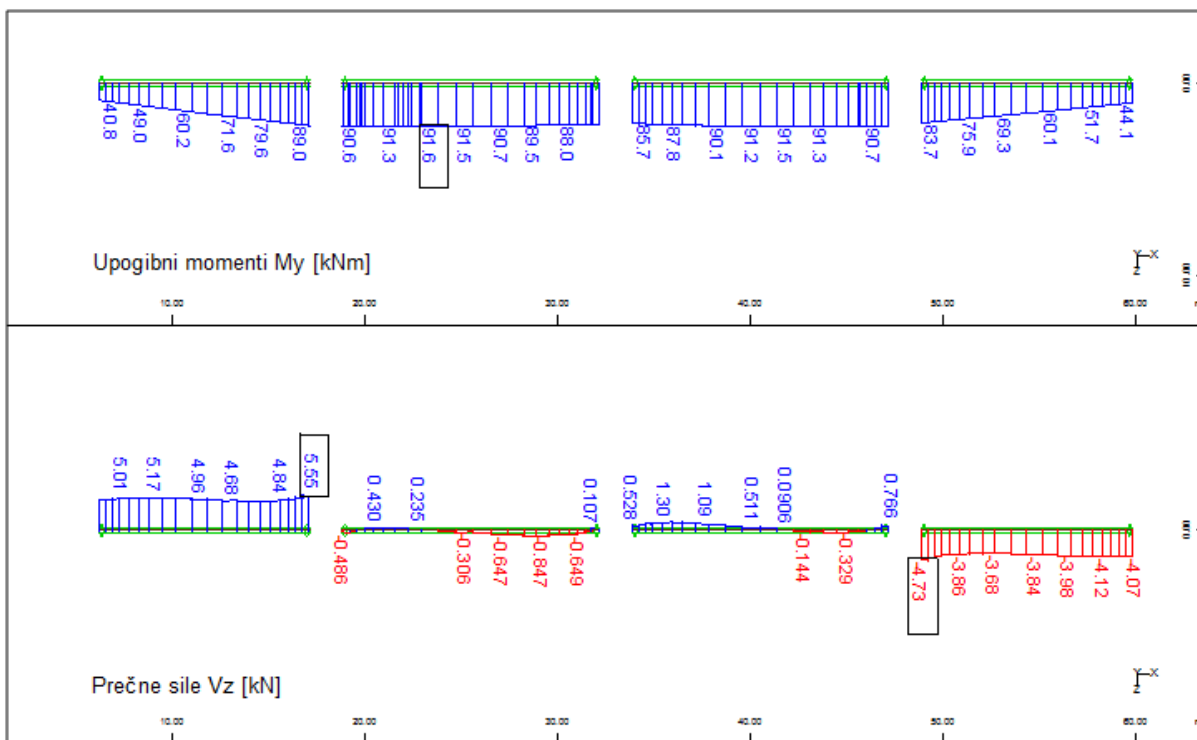 40.8 49.0 60.2 71.6 79.6 89.0 90.6 91.3 91.6 91.5 90.7 89.5 88.0 85.7 87.8 90.1 91.2 91.5 91.3 90.7 83.7 75.9 69.3 60.1 51.7 44.1
Upogibni momenti My [kNm]
Y X
Z
10.00 20.00 30.00 40.00 50.00 60.00
5.01 5.17 4.96 4.68 4.84 5.55 0.430 0.235 0.107 0.528 1.30 1.09 0.511 0.0906 0.766
-0.486 -0.306 -0.647 -0.847 -0.649 -0.144 -0.329 -4.73 -3.86 -3.68 -3.84 -3.98 -4.12 -4.07
Prečne sile Vz [kN]
Y X
Z
10.00 20.00 30.00 40.00 50.00 60.00